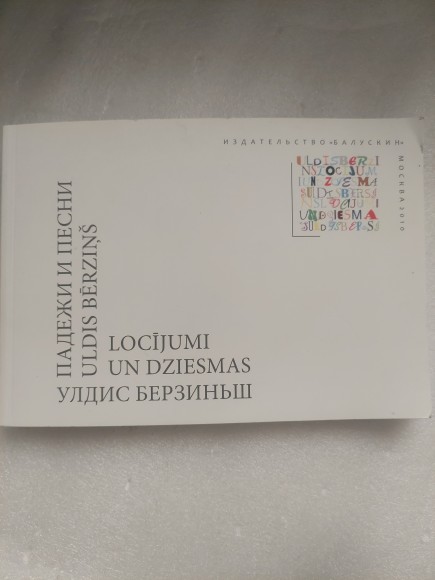 ИЗДАТЕЛЬСТВО «БАЛУСКИН»
МОСКВА 2010
ПАДЕЖИ И ПЕСНИ
ULDIS BĒRZIŅŠ
LOCĪJUMI
UN DZIESMAS
УЛДИС БЕРЗИНЬШ